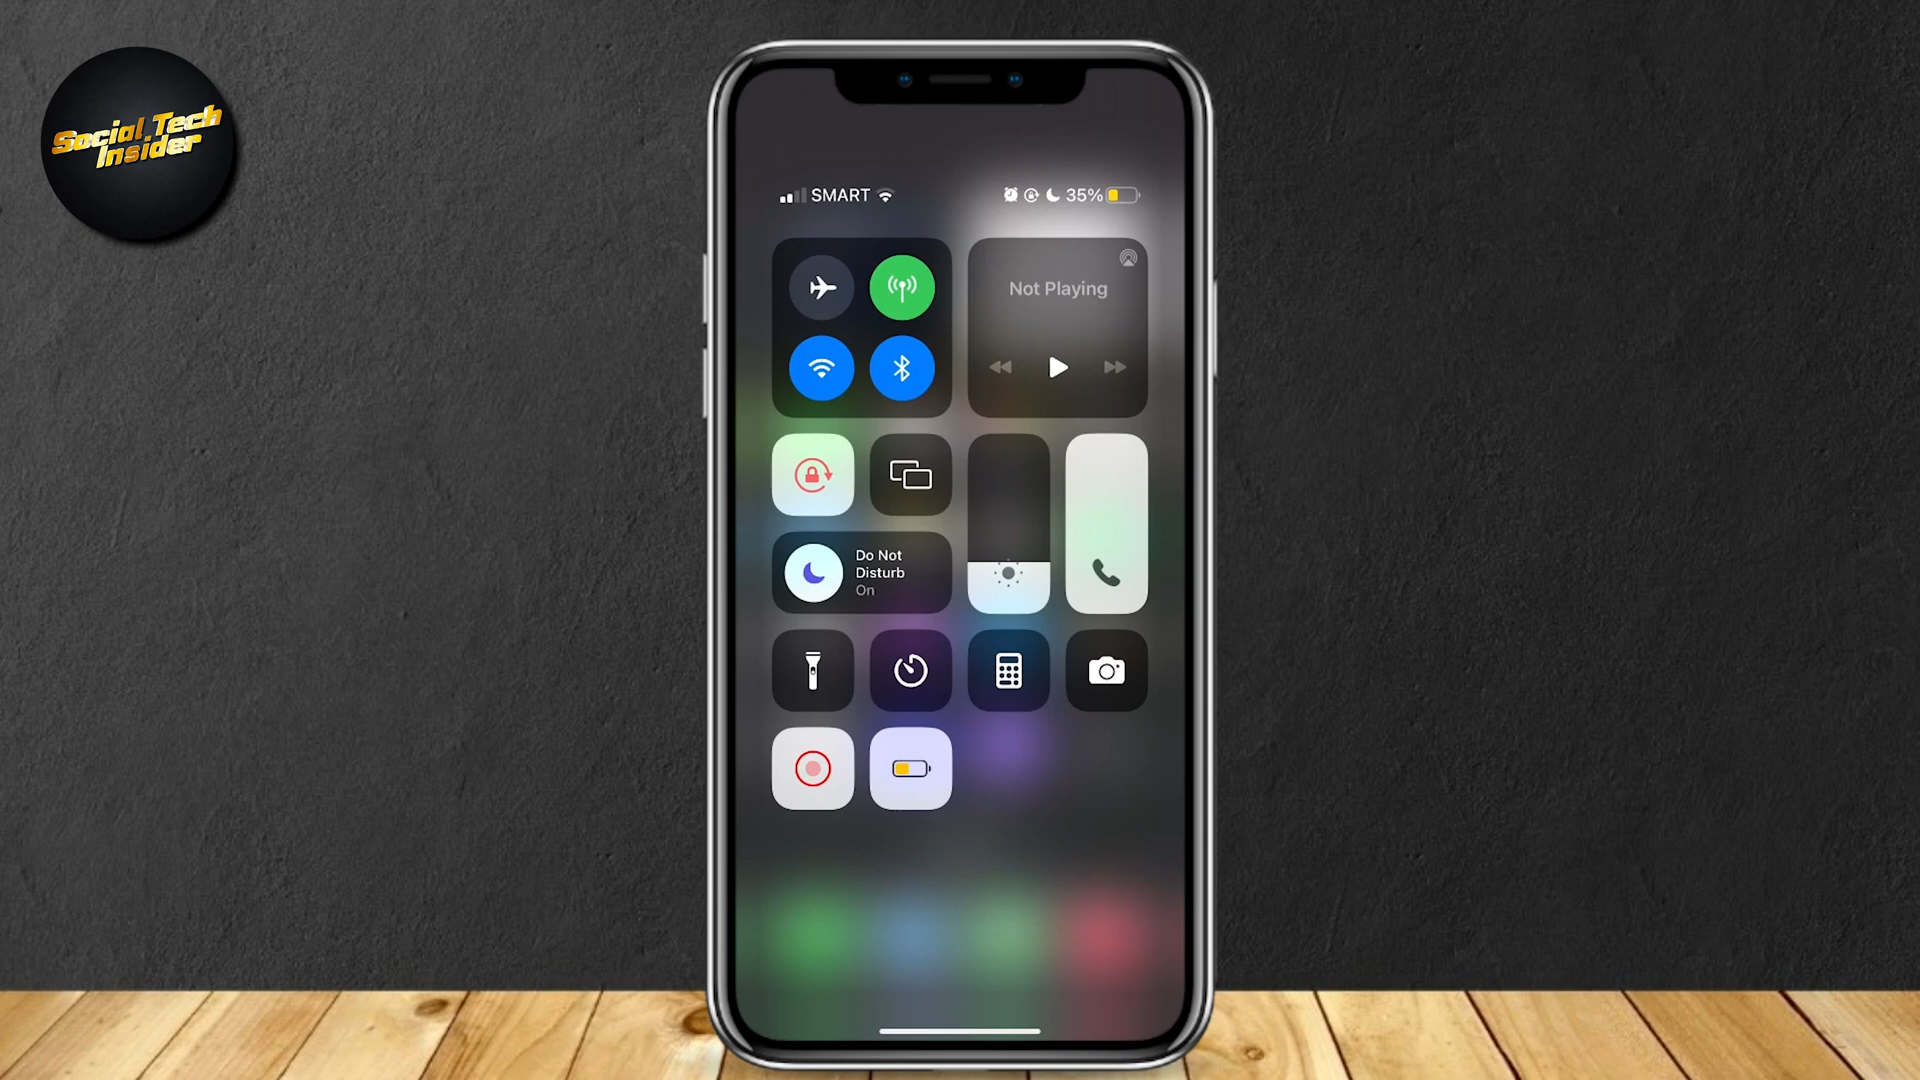 Social Tech
Insider
SMART
35%
Not Playing
Do Not
Disturb
On